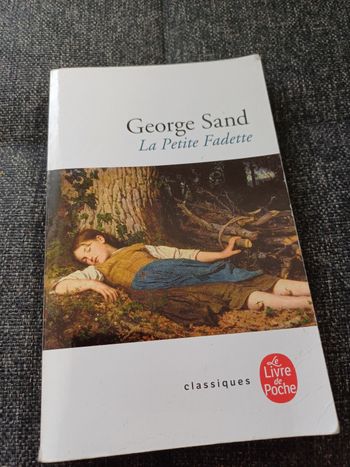 George Sand
La Petite Fadette
classiques
Le
Livre
de
Poche